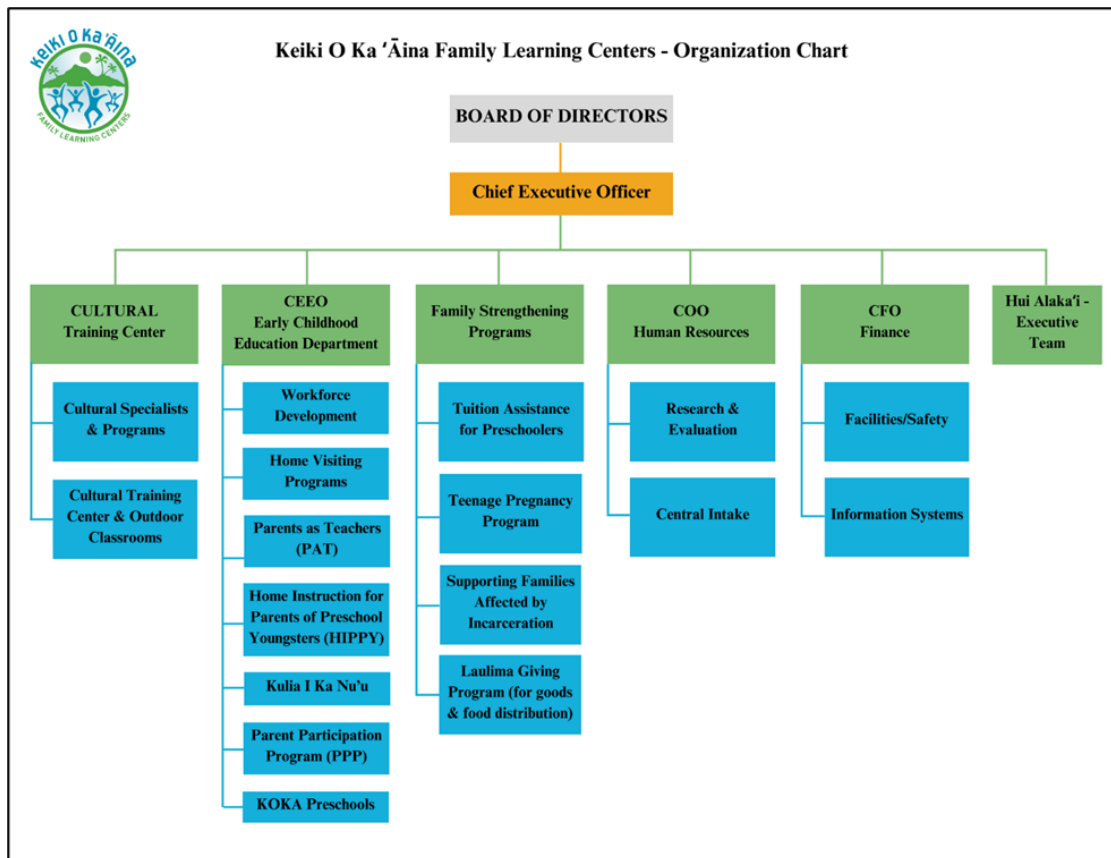 Keiki O Ka ʻĀina
FAMILY LEARNING CENTERS
Keiki O Ka ʻĀina Family Learning Centers - Organization Chart
BOARD OF DIRECTORS
Chief Executive Officer
CULTURAL
Training Center
Cultural Specialists
& Programs
Cultural Training
Center & Outdoor
Classrooms
CEEO
Early Childhood
Education Department
Workforce
Development
Home Visiting
Programs
Parents as Teachers
(PAT)
Home Instruction for
Parents of Preschool
Youngsters (HIPPY)
Kulia I Ka Nu’u
Parent Participation
Program (PPP)
KOKA Preschools
Family Strengthening
Programs
Tuition Assistance
for Preschoolers
Teenage Pregnancy
Program
Supporting Families
Affected by
Incarceration
Laulima Giving
Program (for goods
& food distribution)
COO
Human Resources
Research &
Evaluation
Central Intake
CFO
Finance
Facilities/Safety
Information Systems
Hui Alakaʻi -
Executive
Team